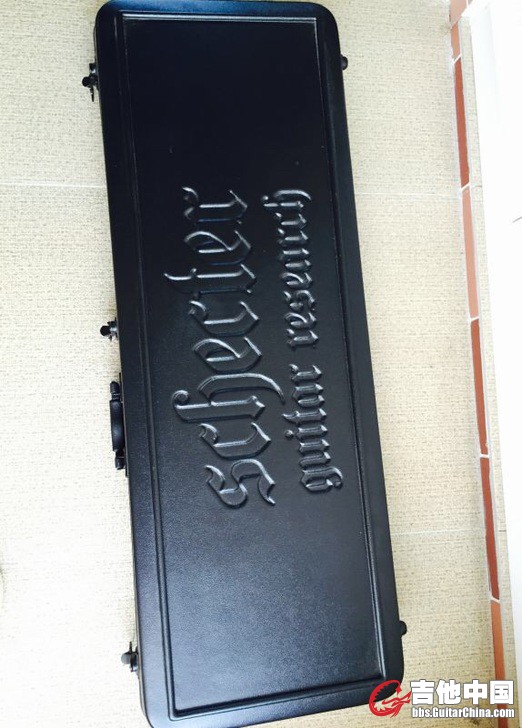 schecter
guitar research
吉他中国
bbs.GuitarChina.com